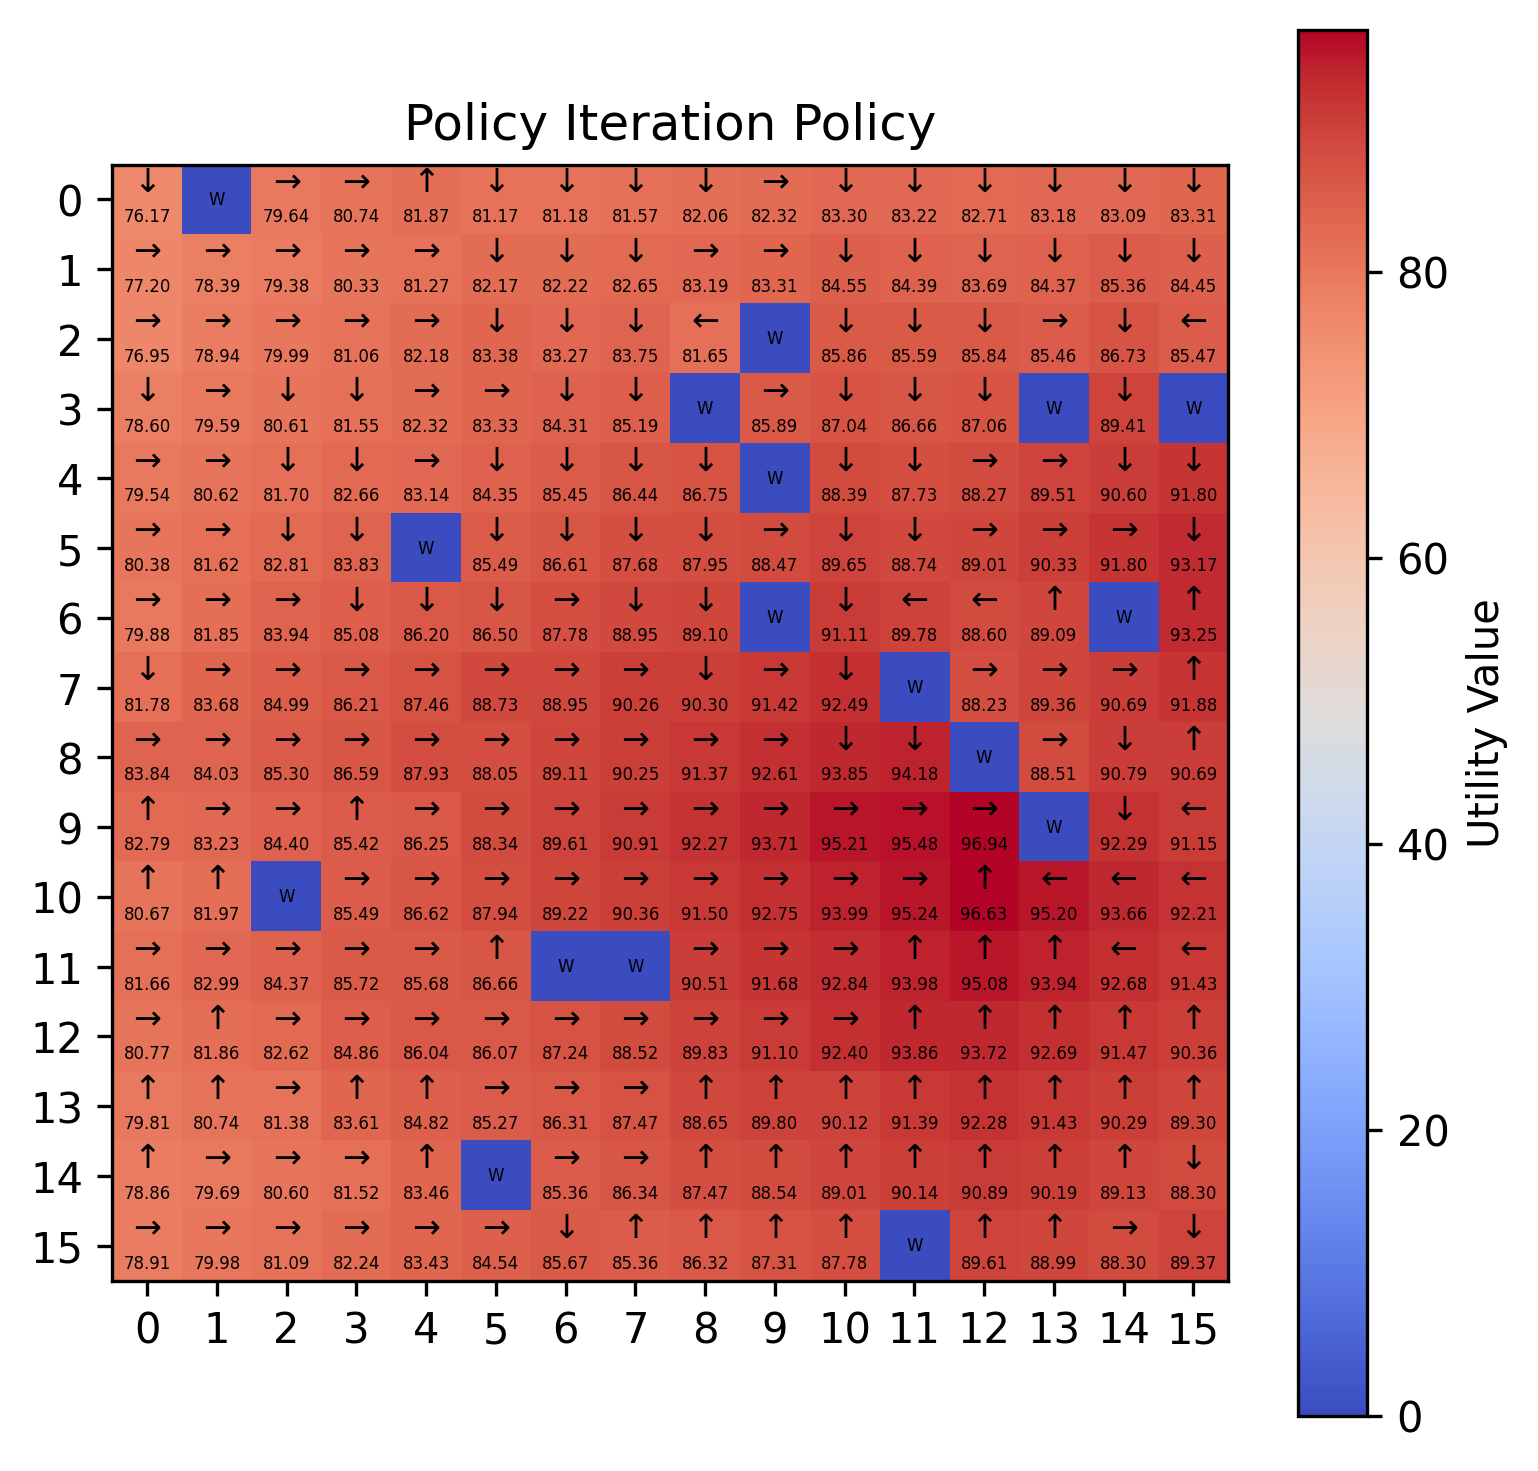 Policy Iteration Policy
0 ↓ W → → ↑ ↓ ↓ ↓ ↓ → ↓ ↓ ↓ ↓ ↓ ↓
76.17 79.64 80.74 81.87 81.17 81.18 81.57 82.06 82.32 83.30 83.22 82.71 83.18 83.09 83.31
1 → → → → → ↓ ↓ ↓ → → ↓ ↓ ↓ ↓ ↓ ↓
77.20 78.39 79.38 80.33 81.27 82.17 82.22 82.65 83.19 83.31 84.55 84.39 83.69 84.37 85.36 84.45
2 → → → → → ↓ ↓ ↓ ← W ↓ ↓ ↓ → ↓ ←
76.95 78.94 79.99 81.06 82.18 83.38 83.27 83.75 81.65 85.86 85.59 85.84 85.46 86.73 85.47
3 ↓ → ↓ ↓ → → ↓ ↓ W → ↓ ↓ ↓ W ↓ W
78.60 79.59 80.61 81.55 82.32 83.33 84.31 85.19 85.89 87.04 86.66 87.06 89.41
4 → → ↓ ↓ → ↓ ↓ ↓ ↓ W ↓ ↓ → → ↓ ↓
79.54 80.62 81.70 82.66 83.14 84.35 85.45 86.44 86.75 88.39 87.73 88.27 89.51 90.60 91.80
5 → → ↓ ↓ W ↓ ↓ ↓ ↓ → ↓ ↓ → → → ↓
80.38 81.62 82.81 83.83 85.49 86.61 87.68 87.95 88.47 89.65 88.74 89.01 90.33 91.80 93.17
6 → → → ↓ ↓ ↓ → ↓ ↓ W ↓ ← ← ↑ W ↑
79.88 81.85 83.94 85.08 86.20 86.50 87.78 88.95 89.10 91.11 89.78 88.60 89.09 93.25
7 ↓ → → → → → → → ↓ → ↓ W → → → ↑
81.78 83.68 84.99 86.21 87.46 88.73 88.95 90.26 90.30 91.42 92.49 88.23 89.36 90.69 91.88
8 → → → → → → → → → → ↓ ↓ W → ↓ ↑
83.84 84.03 85.30 86.59 87.93 88.05 89.11 90.25 91.37 92.61 93.85 94.18 88.51 90.79 90.69
9 ↑ → → ↑ → → → → → → → → → W ↓ ←
82.79 83.23 84.40 85.42 86.25 88.34 89.61 90.91 92.27 93.71 95.21 95.48 96.94 92.29 91.15
10 ↑ ↑ W → → → → → → → → → ↑ ← ← ←
80.67 81.97 85.49 86.62 87.94 89.22 90.36 91.50 92.75 93.99 95.24 96.63 95.20 93.66 92.21
11 → → → → → ↑ W W → → → ↑ ↑ ↑ ← ←
81.66 82.99 84.37 85.72 85.68 86.66 90.51 91.68 92.84 93.98 95.08 93.94 92.68 91.43
12 → ↑ → → → → → → → → → ↑ ↑ ↑ ↑ ↑
80.77 81.86 82.62 84.86 86.04 86.07 87.24 88.52 89.83 91.10 92.40 93.86 93.72 92.69 91.47 90.36
13 ↑ ↑ → ↑ ↑ → → → ↑ ↑ ↑ ↑ ↑ ↑ ↑ ↑
79.81 80.74 81.38 83.61 84.82 85.27 86.31 87.47 88.65 89.80 90.12 91.39 92.28 91.43 90.29 89.30
14 ↑ → → → ↑ W → → ↑ ↑ ↑ ↑ ↑ ↑ ↑ ↓
78.86 79.69 80.60 81.52 83.46 85.36 86.34 87.47 88.54 89.01 90.14 90.89 90.19 89.13 88.30
15 → → → → → → ↓ ↑ ↑ ↑ ↑ W ↑ ↑ → ↓
78.91 79.98 81.09 82.24 83.43 84.54 85.67 85.36 86.32 87.31 87.78 89.61 88.99 88.30 89.37
0 1 2 3 4 5 6 7 8 9 10 11 12 13 14 15
80
60
40
20
0
Utility Value